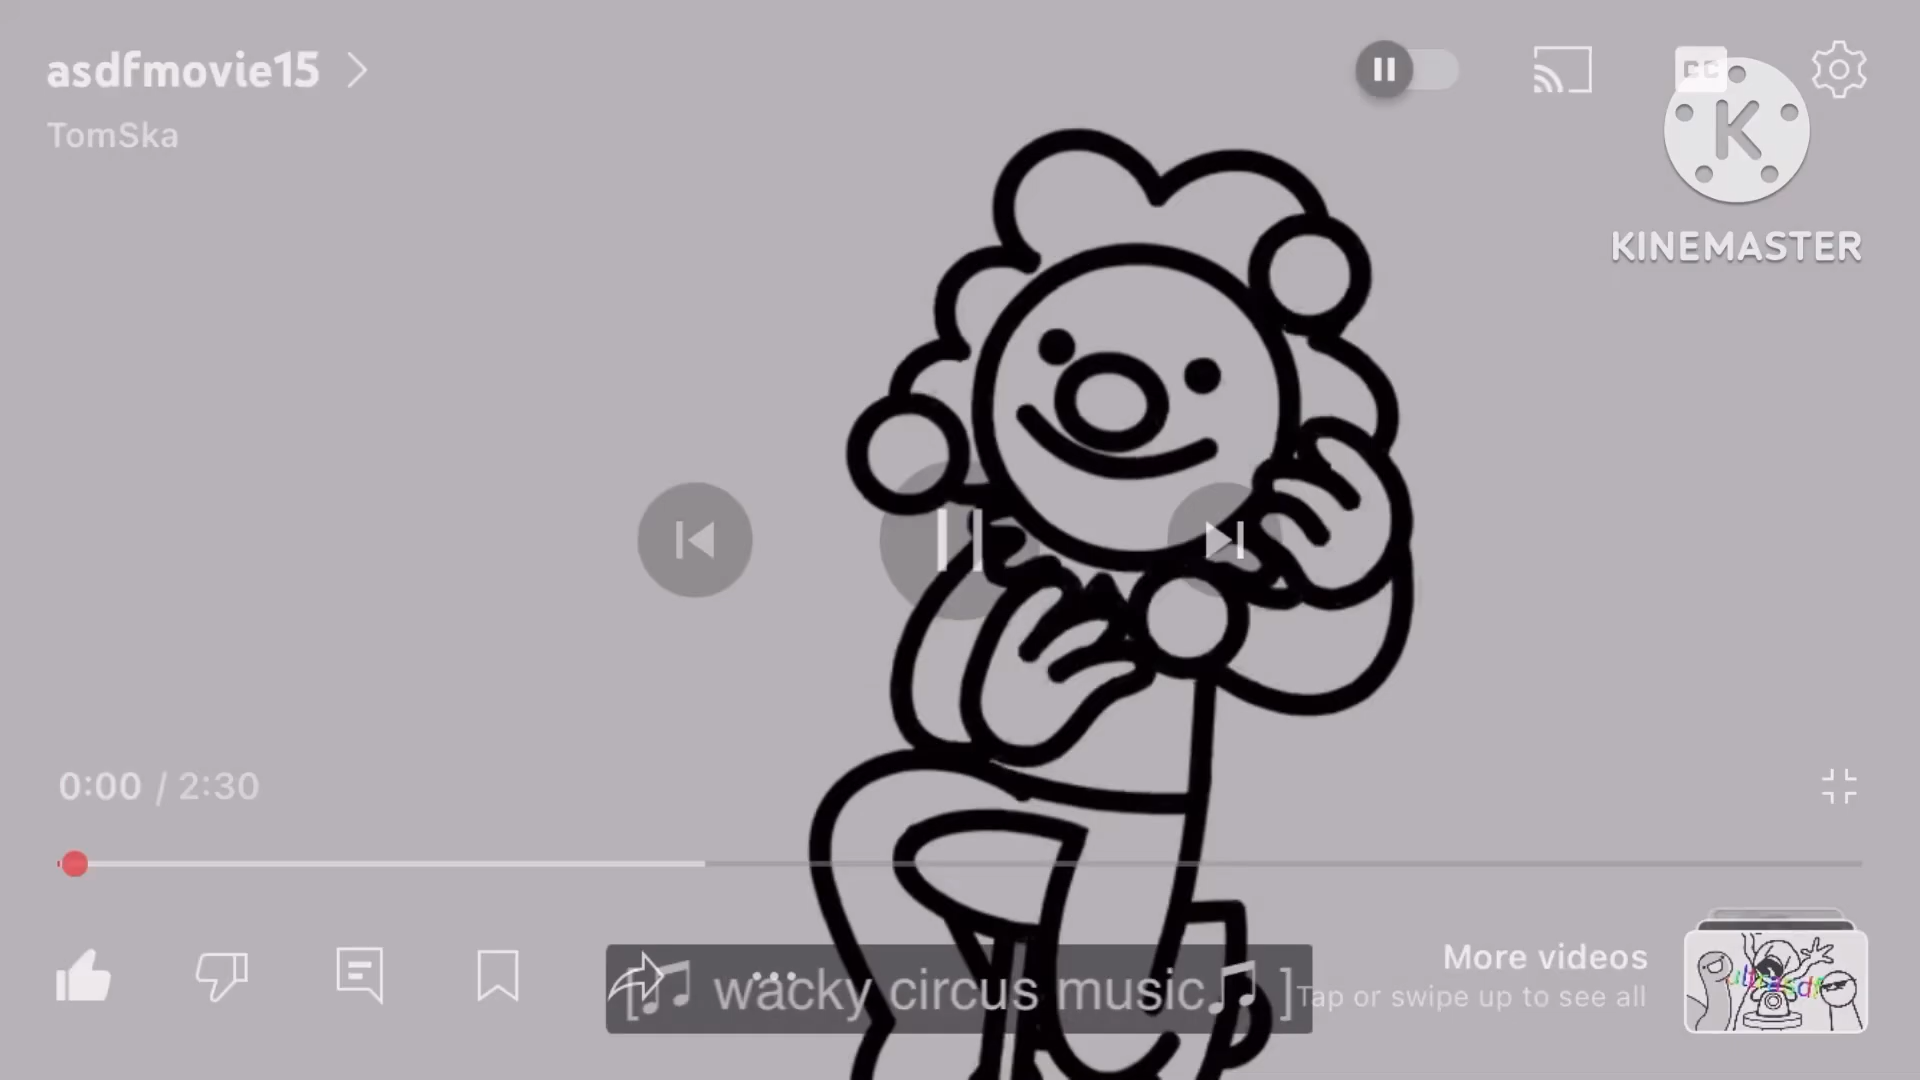 asdfmovie15
TomSka
CC
K
KINEMASTER
0:00 / 2:30
[♫ wacky circus music♫ ]
More videos
Tap or swipe up to see all